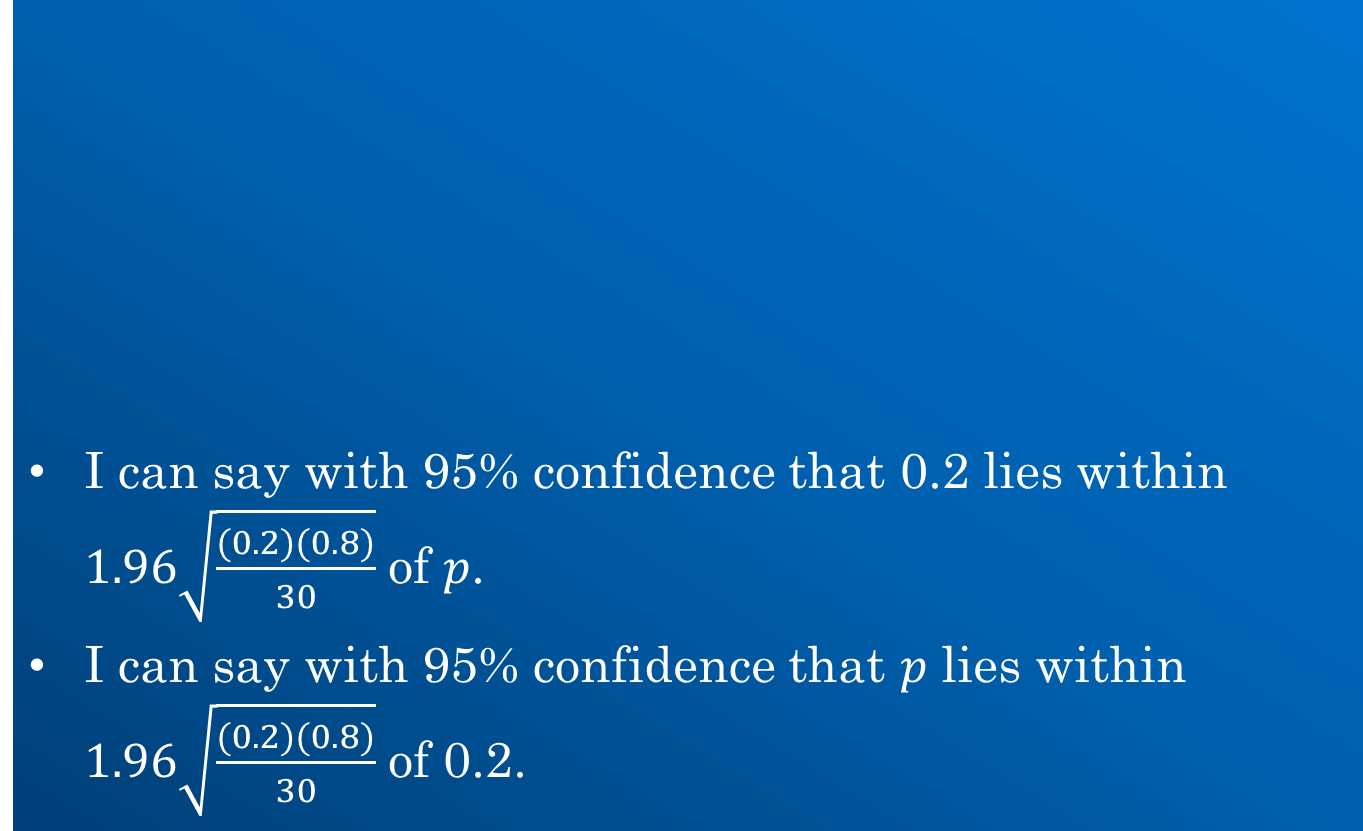 • I can say with 95% confidence that 0.2 lies within
1.96√((0.2)(0.8)/30) of p.
• I can say with 95% confidence that p lies within
1.96√((0.2)(0.8)/30) of 0.2.